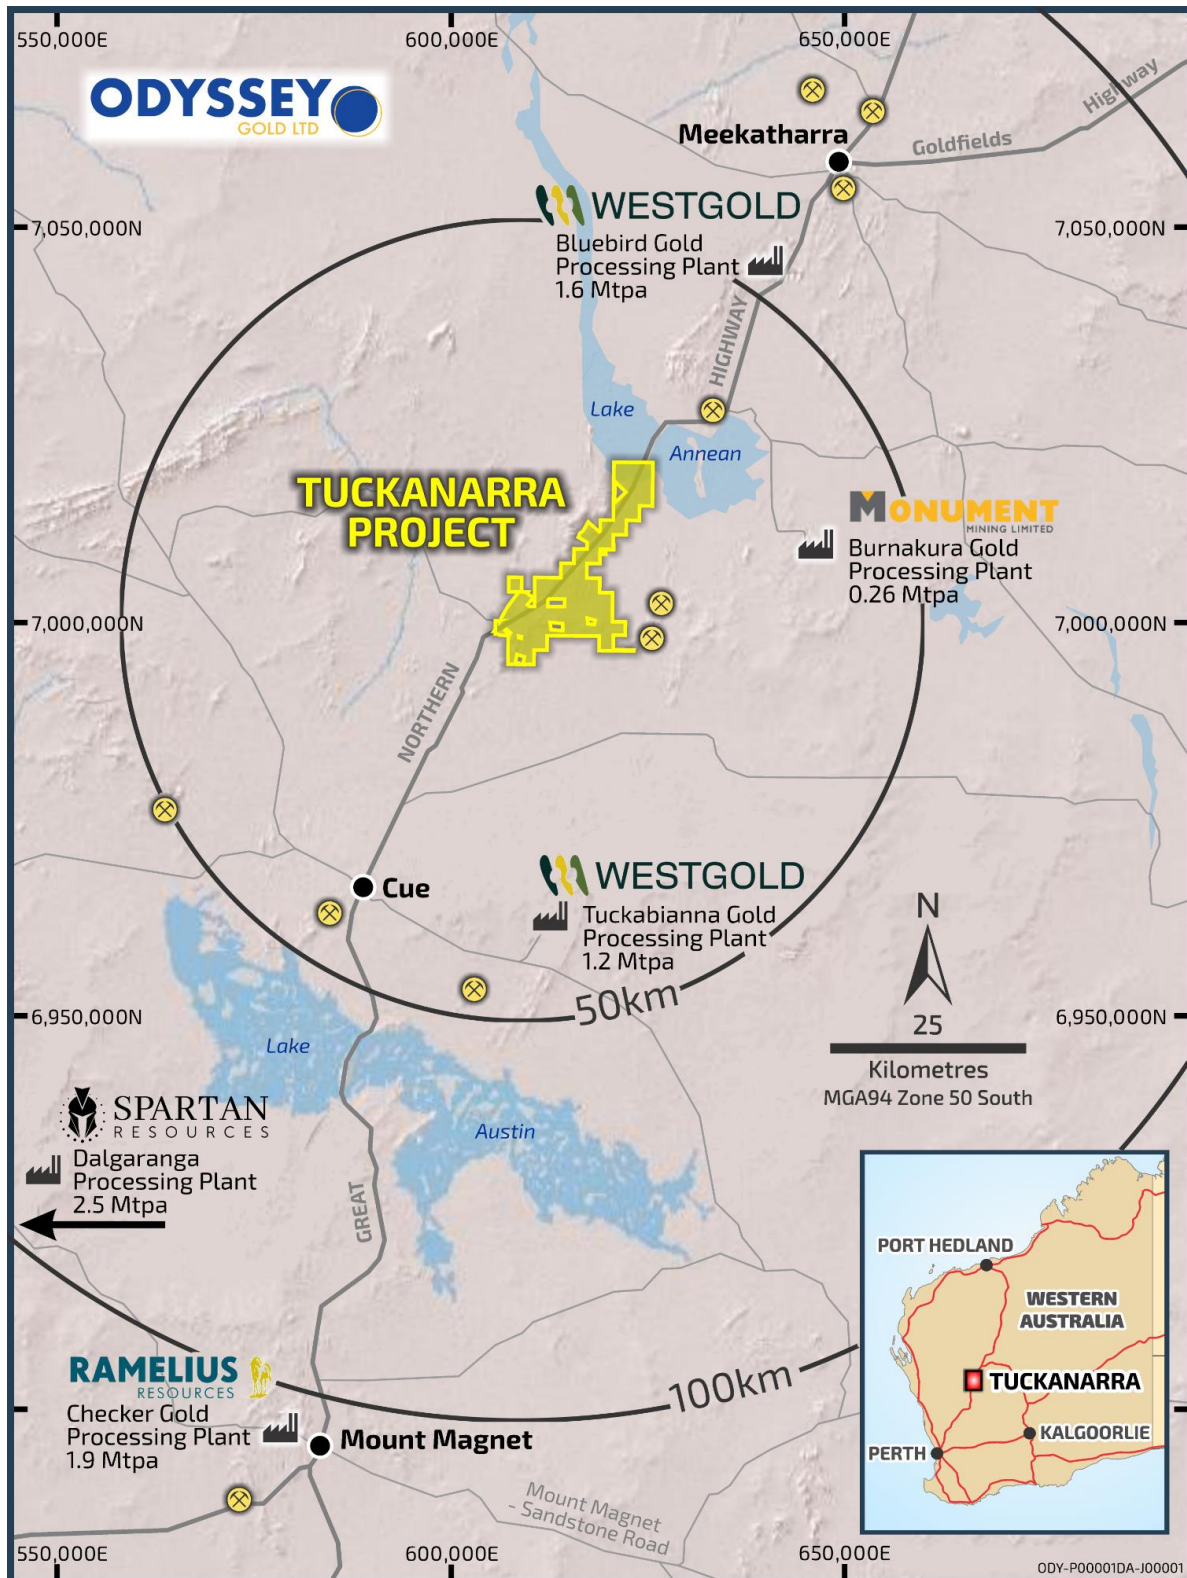 550,000E
600,000E
650,000E
ODYSSEY
GOLD LTD
Highway
Goldfields
Meekatharra
WESTGOLD
Bluebird Gold
Processing Plant
1.6 Mtpa
7,050,000N
7,050,000N
HIGHWAY
Lake
Annean
TUCKANARRA
PROJECT
MONUMENT
MINING LIMITED
Burnakura Gold
Processing Plant
0.26 Mtpa
7,000,000N
7,000,000N
NORTHERN
Cue
WESTGOLD
Tuckabianna Gold
Processing Plant
1.2 Mtpa
50km
N
25
Kilometres
MGA94 Zone 50 South
6,950,000N
6,950,000N
Lake
Austin
SPARTAN
RESOURCES
Dalgaranga
Processing Plant
2.5 Mtpa
GREAT
PORT HEDLAND
WESTERN
AUSTRALIA
TUCKANARRA
KALGOORLIE
PERTH
100km
RAMELIUS
RESOURCES
Checker Gold
Processing Plant
1.9 Mtpa
Mount Magnet
Mount Magnet
- Sandstone Road
550,000E
600,000E
650,000E
ODY-P00001DA-J00001